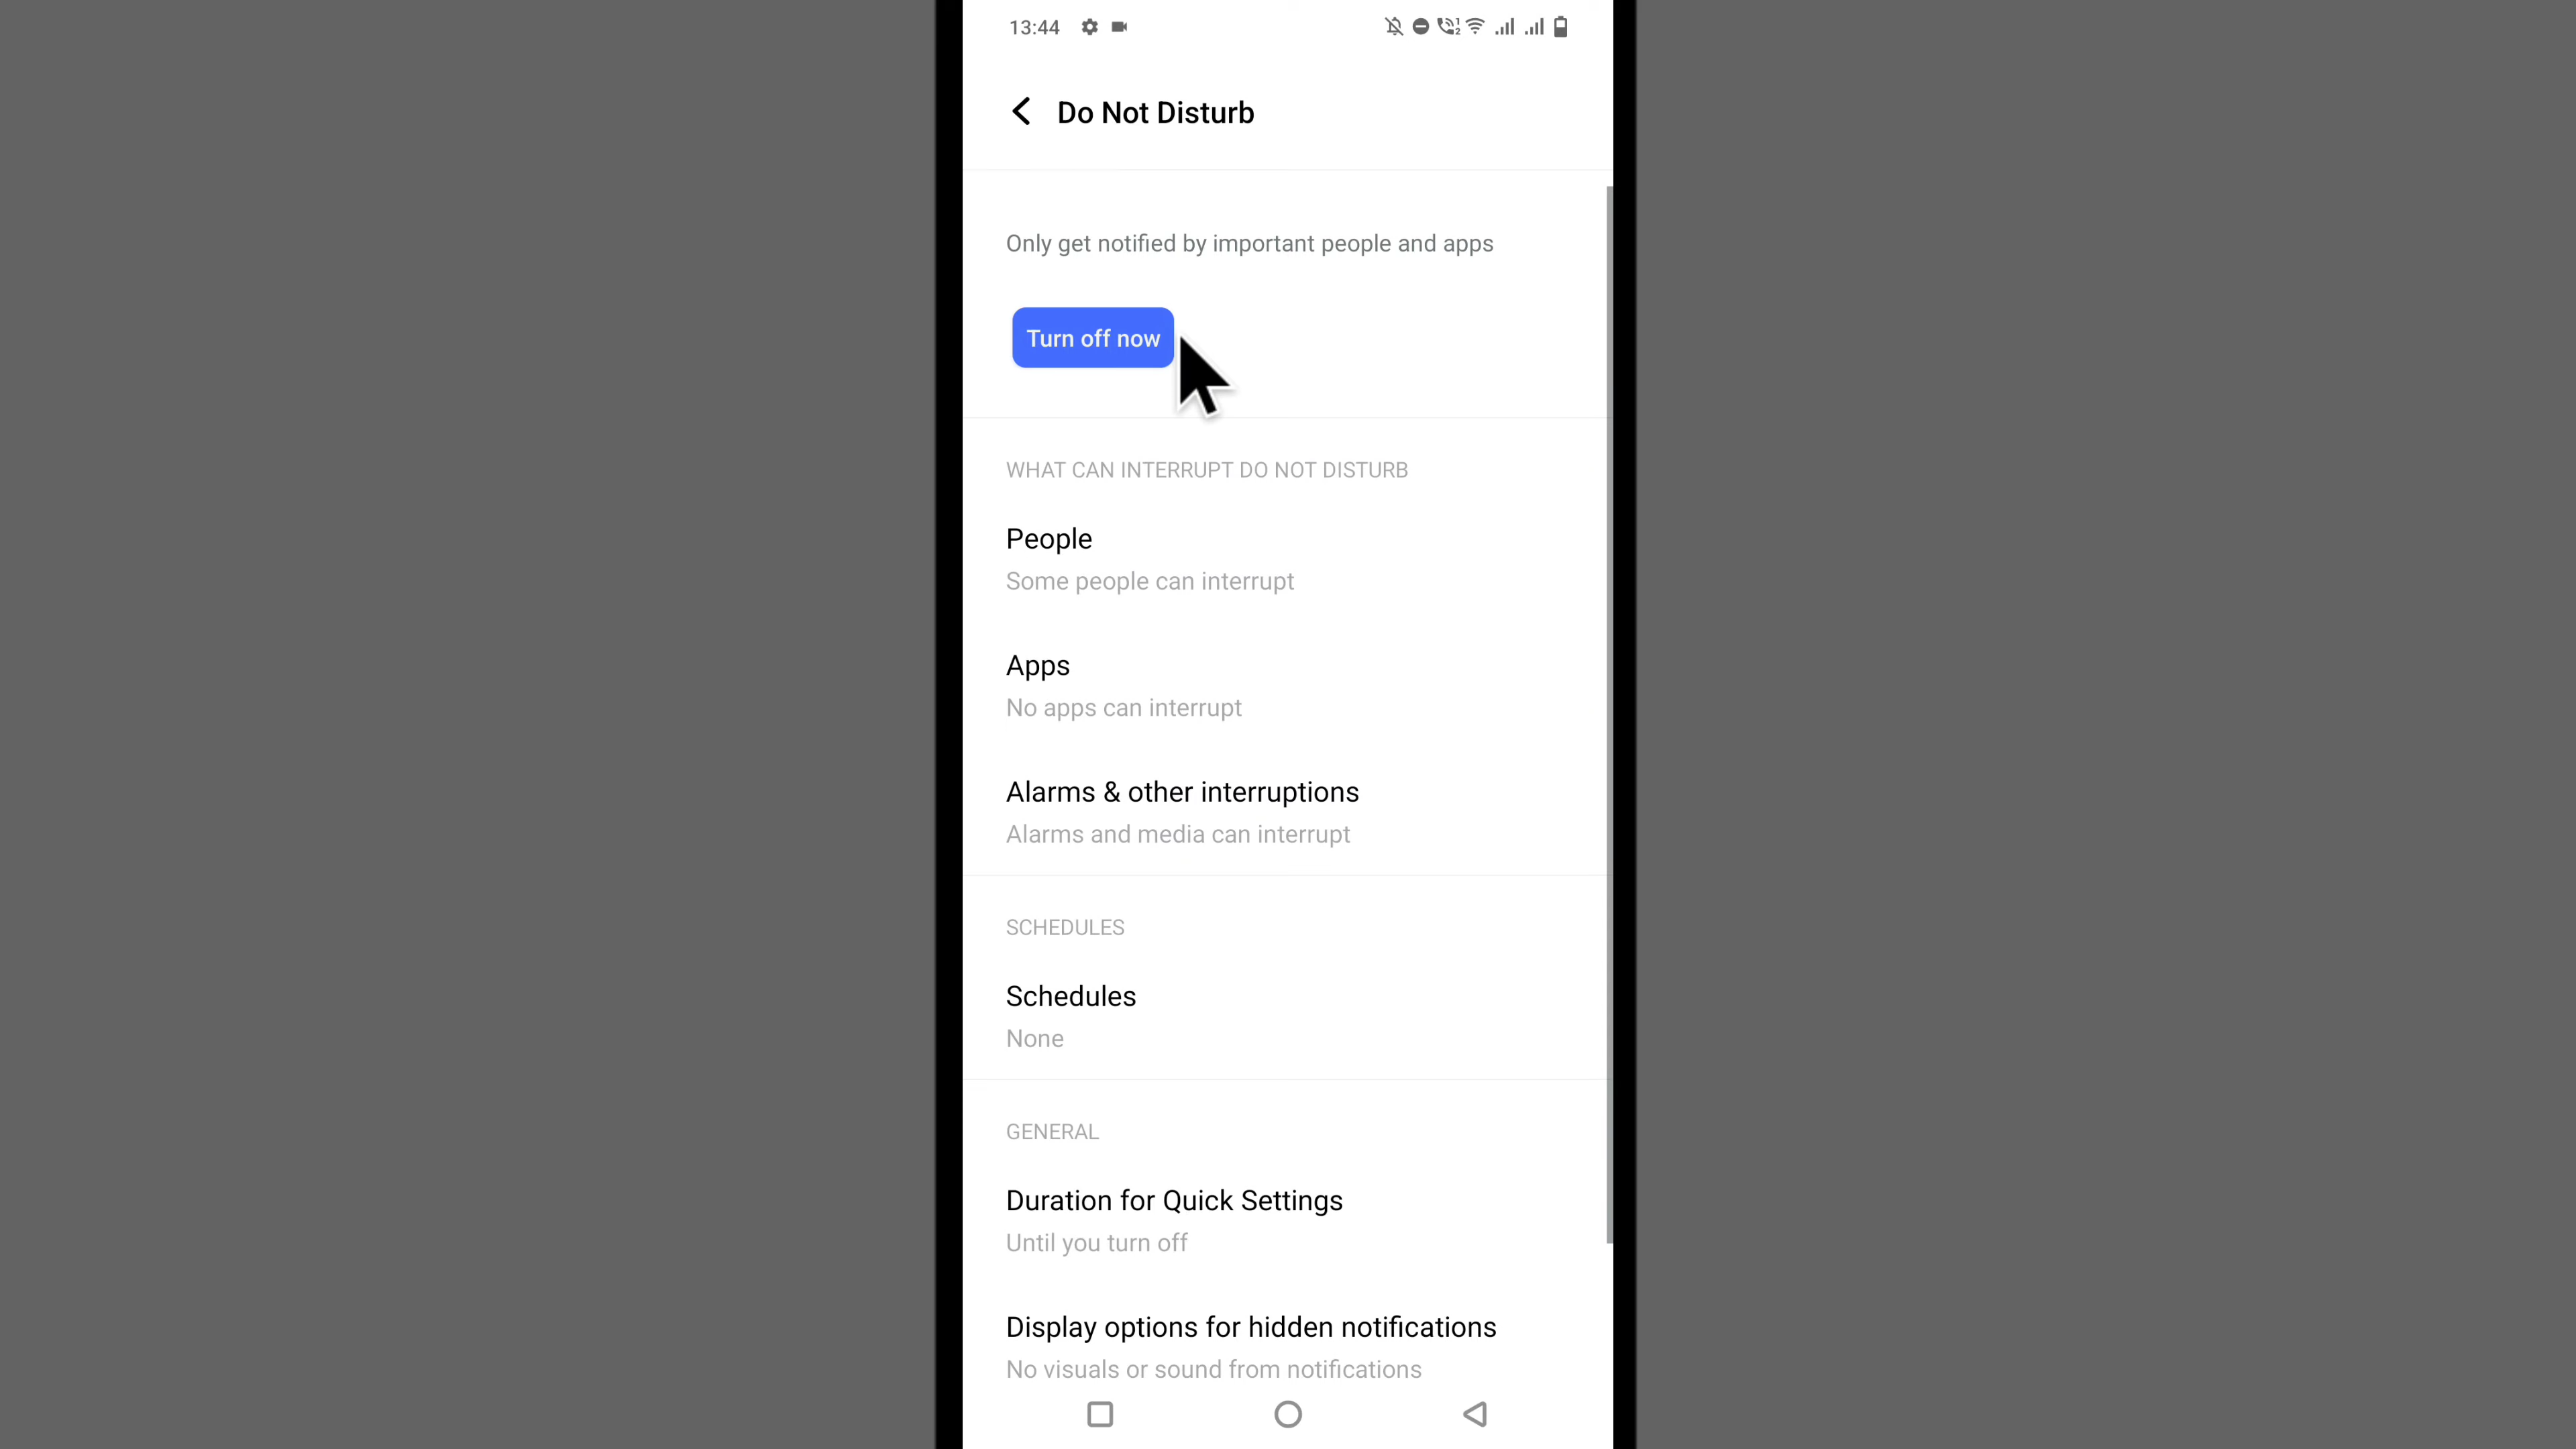 13:44
Do Not Disturb
Only get notified by important people and apps
Turn off now
WHAT CAN INTERRUPT DO NOT DISTURB
People
Some people can interrupt
Apps
No apps can interrupt
Alarms & other interruptions
Alarms and media can interrupt
SCHEDULES
Schedules
None
GENERAL
Duration for Quick Settings
Until you turn off
Display options for hidden notifications
No visuals or sound from notifications